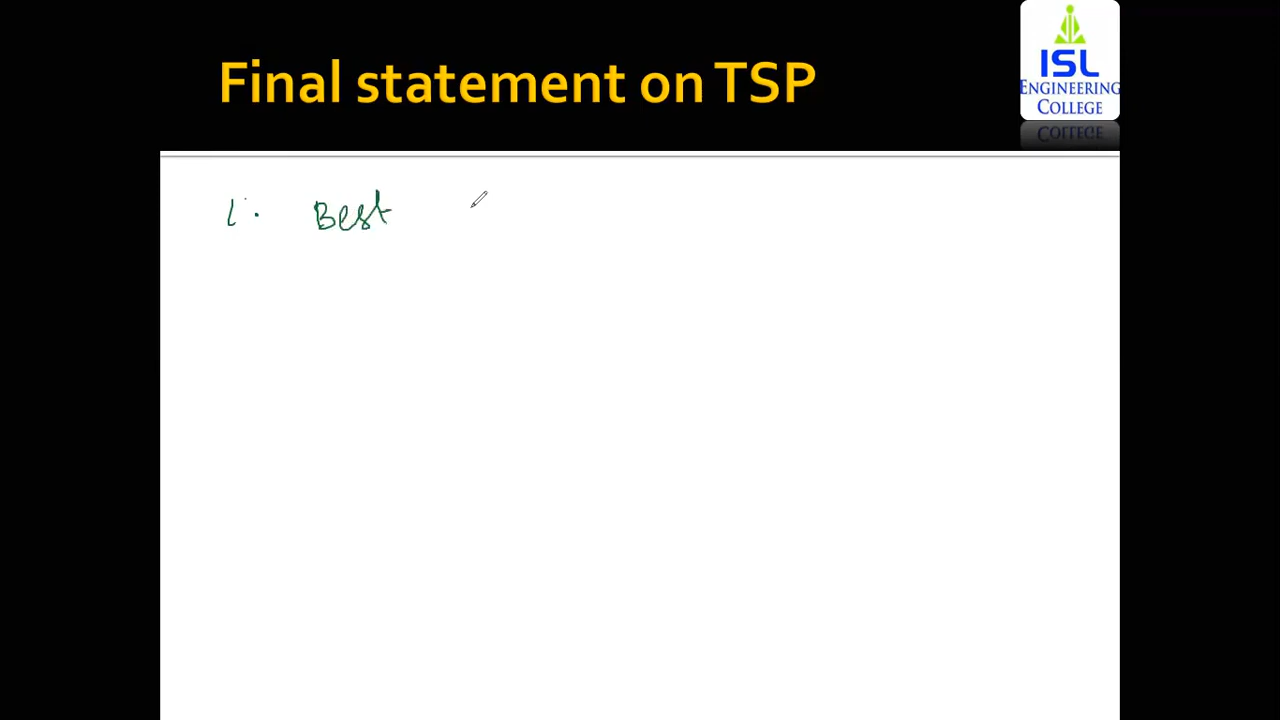 Final statement on TSP
ISL
ENGINEERING
COLLEGE
1. Best